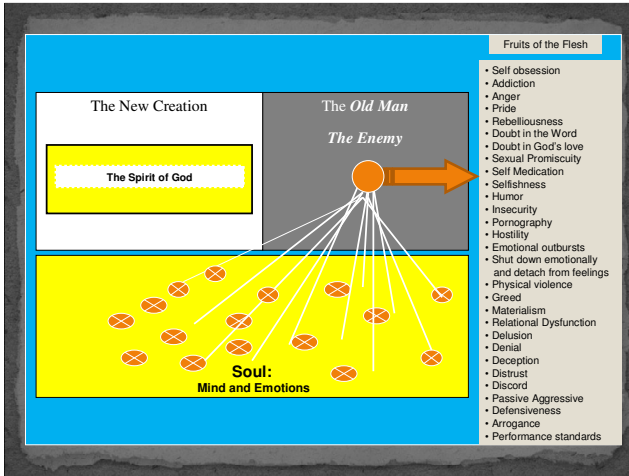 The New Creation
The Spirit of God
The Old Man
The Enemy
Soul:
Mind and Emotions
Fruits of the Flesh
• Self obsession
• Addiction
• Anger
• Pride
• Rebelliousness
• Doubt in the Word
• Doubt in God's love
• Sexual Promiscuity
• Self Medication
• Selfishness
• Humor
• Insecurity
• Pornography
• Hostility
• Emotional outbursts
• Shut down emotionally
and detach from feelings
• Physical violence
• Greed
• Materialism
• Relational Dysfunction
• Delusion
• Denial
• Deception
• Distrust
• Discord
• Passive Aggressive
• Defensiveness
• Arrogance
• Performance standards